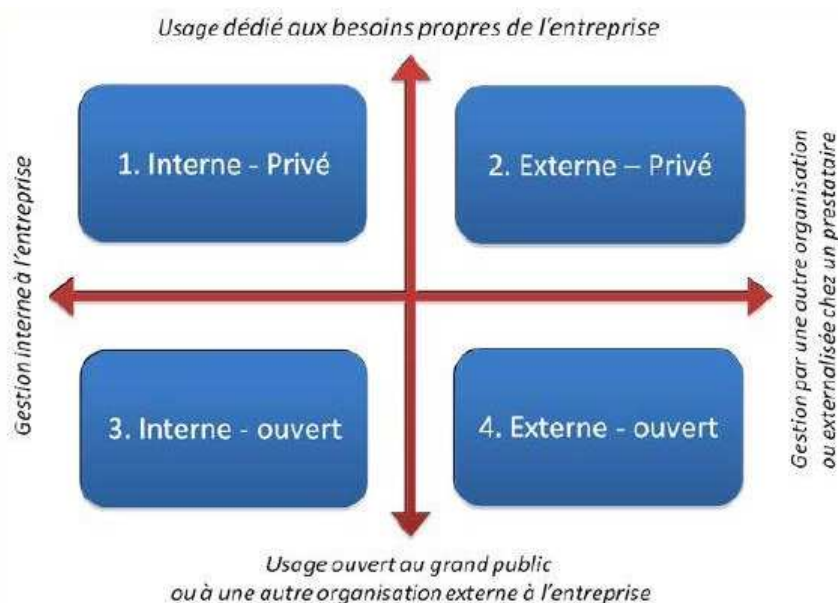 Usage dédié aux besoins propres de l'entreprise
1. Interne - Privé
2. Externe – Privé
Gestion interne à l'entreprise
Gestion par une autre organisation
ou externalisée chez un prestataire
3. Interne - ouvert
4. Externe - ouvert
Usage ouvert au grand public
ou à une autre organisation externe à l'entreprise